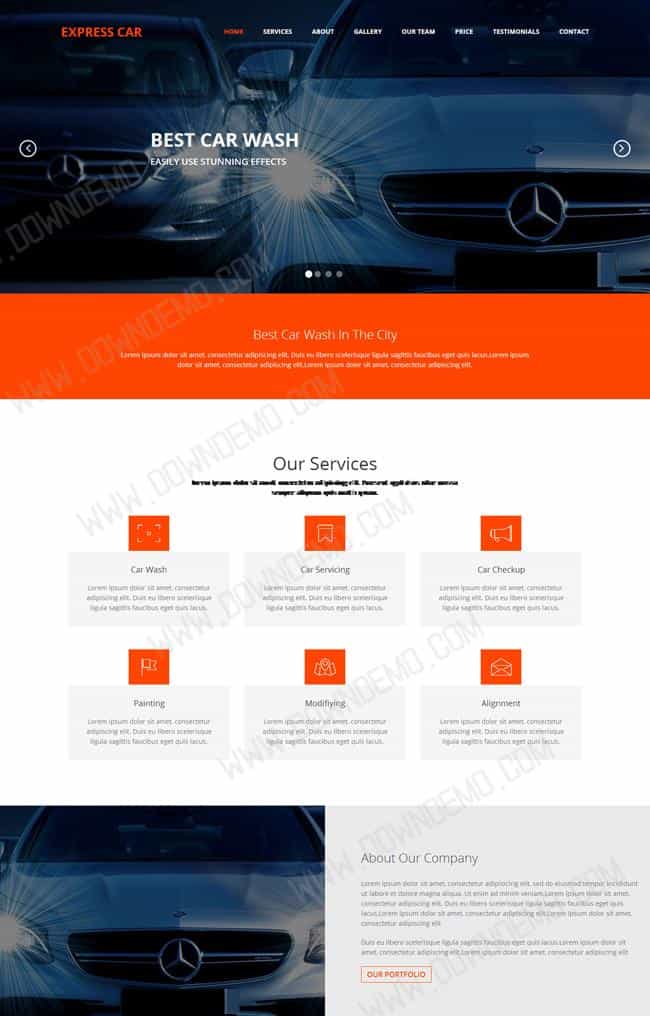 EXPRESS CAR
HOME SERVICES ABOUT GALLERY OUR TEAM PRICE TESTIMONIALS CONTACT
BEST CAR WASH
EASILY USE STUNNING EFFECTS
Best Car Wash In The City
Lorem ipsum dolor sit amet, consectetur adipiscing elit. Duis eu libero scelerisque ligula sagittis faucibus eget quis lacus.Lorem ipsum
dolor sit amet, consectetur adipiscing elit.Lorem ipsum dolor sit amet, consectetur adipiscing elit.
Our Services
Car Wash
Lorem ipsum dolor sit amet, consectetur
adipiscing elit. Duis eu libero scelerisque
ligula sagittis faucibus eget quis lacus.
Car Servicing
Lorem ipsum dolor sit amet, consectetur
adipiscing elit. Duis eu libero scelerisque
ligula sagittis faucibus eget quis lacus.
Car Checkup
Lorem ipsum dolor sit amet, consectetur
adipiscing elit. Duis eu libero scelerisque
ligula sagittis faucibus eget quis lacus.
Painting
Lorem ipsum dolor sit amet, consectetur
adipiscing elit. Duis eu libero scelerisque
ligula sagittis faucibus eget quis lacus.
Modifiying
Lorem ipsum dolor sit amet, consectetur
adipiscing elit. Duis eu libero scelerisque
ligula sagittis faucibus eget quis lacus.
Alignment
Lorem ipsum dolor sit amet, consectetur
adipiscing elit. Duis eu libero scelerisque
ligula sagittis faucibus eget quis lacus.
About Our Company
Lorem ipsum dolor sit amet, consectetur adipiscing elit, sed do eiusmod tempor incididunt
ut labore et dolore magna aliqua. Ut enim ad minim veniam,Lorem ipsum dolor sit amet, consectetur
adipiscing elit. Duis eu libero scelerisque ligula sagittis faucibus eget quis
lacus.Lorem ipsum dolor sit amet, consectetur adipiscing elit.Lorem ipsum dolor sit amet, consectetur
adipiscing elit.
Duis eu libero scelerisque ligula sagittis faucibus eget quis lacus.Lorem ipsum dolor sit amet,
consectetur adipiscing elit.Lorem ipsum dolor sit amet, consectetur adipiscing elit.
OUR PORTFOLIO
WWW.DOWNDEMO.COM